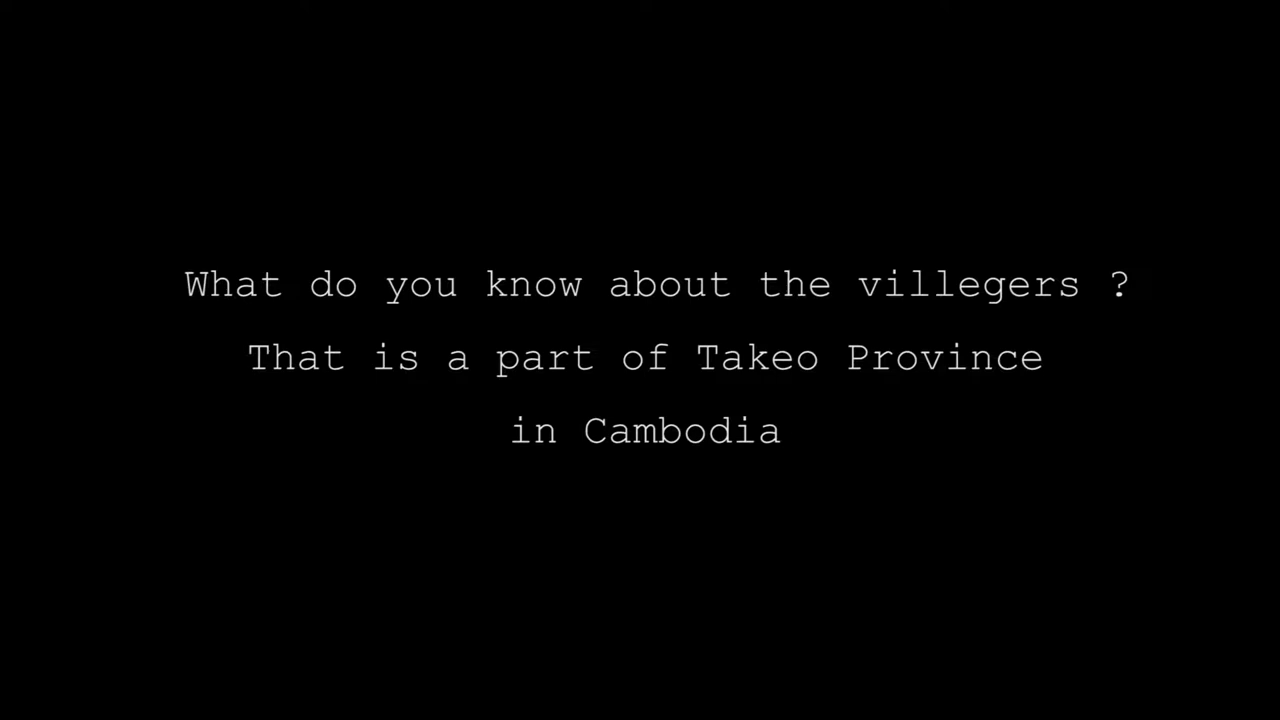 What do you know about the villegers ?
That is a part of Takeo Province
in Cambodia